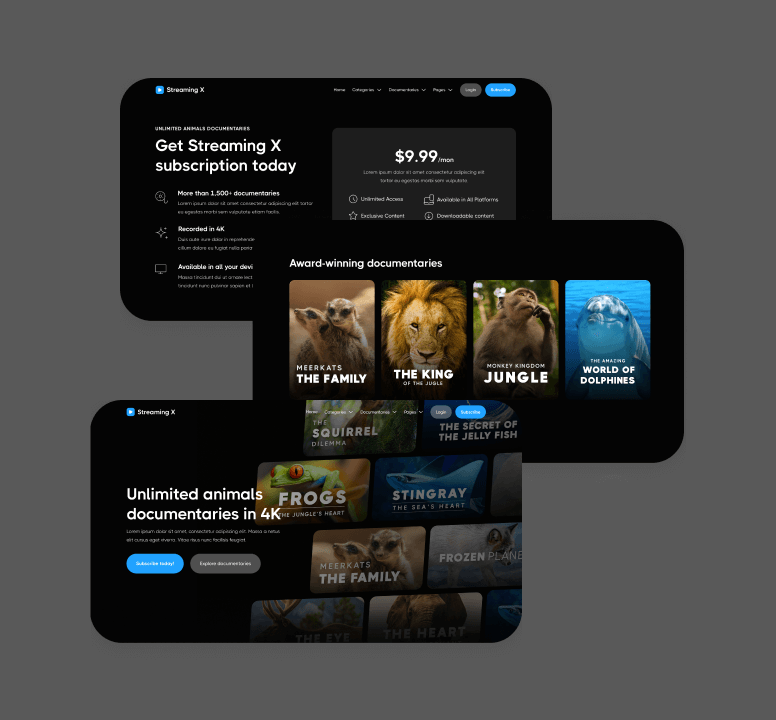 Streaming X
Home Categories Documentaries Pages Login Subscribe
UNLIMITED ANIMALS DOCUMENTARIES
Get Streaming X
subscription today
More than 1,500+ documentaries
Lorem ipsum dolor sit amet consectetur adipiscing elit tortor
eu egestas morbi sem vulputate etiam facilis.
Recorded in 4K
Duis aute irure dolor in reprehende
cillum dolore eu fugiat nulla paria
Available in all your devi
Massa tincidunt dui ut ornare lect
tincidunt nunc pulvinar sapien et l
$9.99/mon
Lorem ipsum dolor sit amet consectetur adipiscing elit
tortor eu egestas morbi sem vulputate.
Unlimited Access
Available in All Platforms
Exclusive Content
Downloadable content
Award-winning documentaries
MEERKATS
THE FAMILY
THE KING
OF THE JUGLE
MONKEY KINGDOM
JUNGLE
THE AMAZING
WORLD OF
DOLPHINES
Streaming X
Home Categories Documentaries Pages Login Subscribe
Unlimited animals
documentaries in 4K
Lorem ipsum dolor sit amet, consectetur adipiscing elit. Massa a netus
elit cursus eget viverra. Vitae risus nunc facilisis feugiat.
Subscribe today!
Explore documentaries
THE
SQUIRREL
DILEMMA
THE SECRET OF
THE JELLY FISH
FROGS
THE JUNGLE'S HEART
STINGRAY
THE SEA'S HEART
MEERKATS
THE FAMILY
FROZEN PLANE
THE EYE
THE HEART